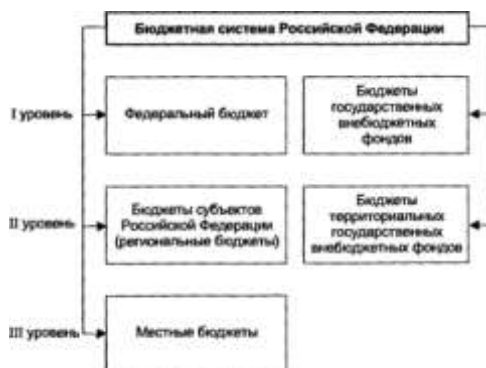 Бюджетная система Российской Федерации
I уровень
Федеральный бюджет
Бюджеты
государственных
внебюджетных
фондов
II уровень
Бюджеты субъектов
Российской Федерации
(региональные бюджеты)
Бюджеты
территориальных
государственных
внебюджетных фондов
III уровень
Местные бюджеты